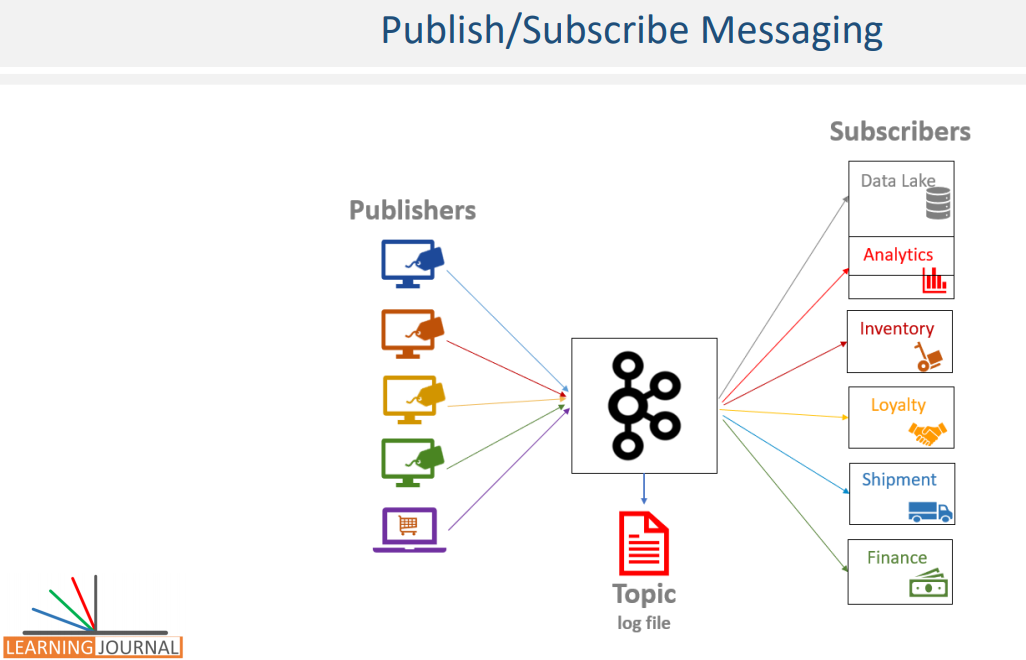 Publish/Subscribe Messaging
Subscribers
Data Lake
Publishers
Analytics
Inventory
Loyalty
Shipment
Finance
Topic
log file
LEARNING JOURNAL